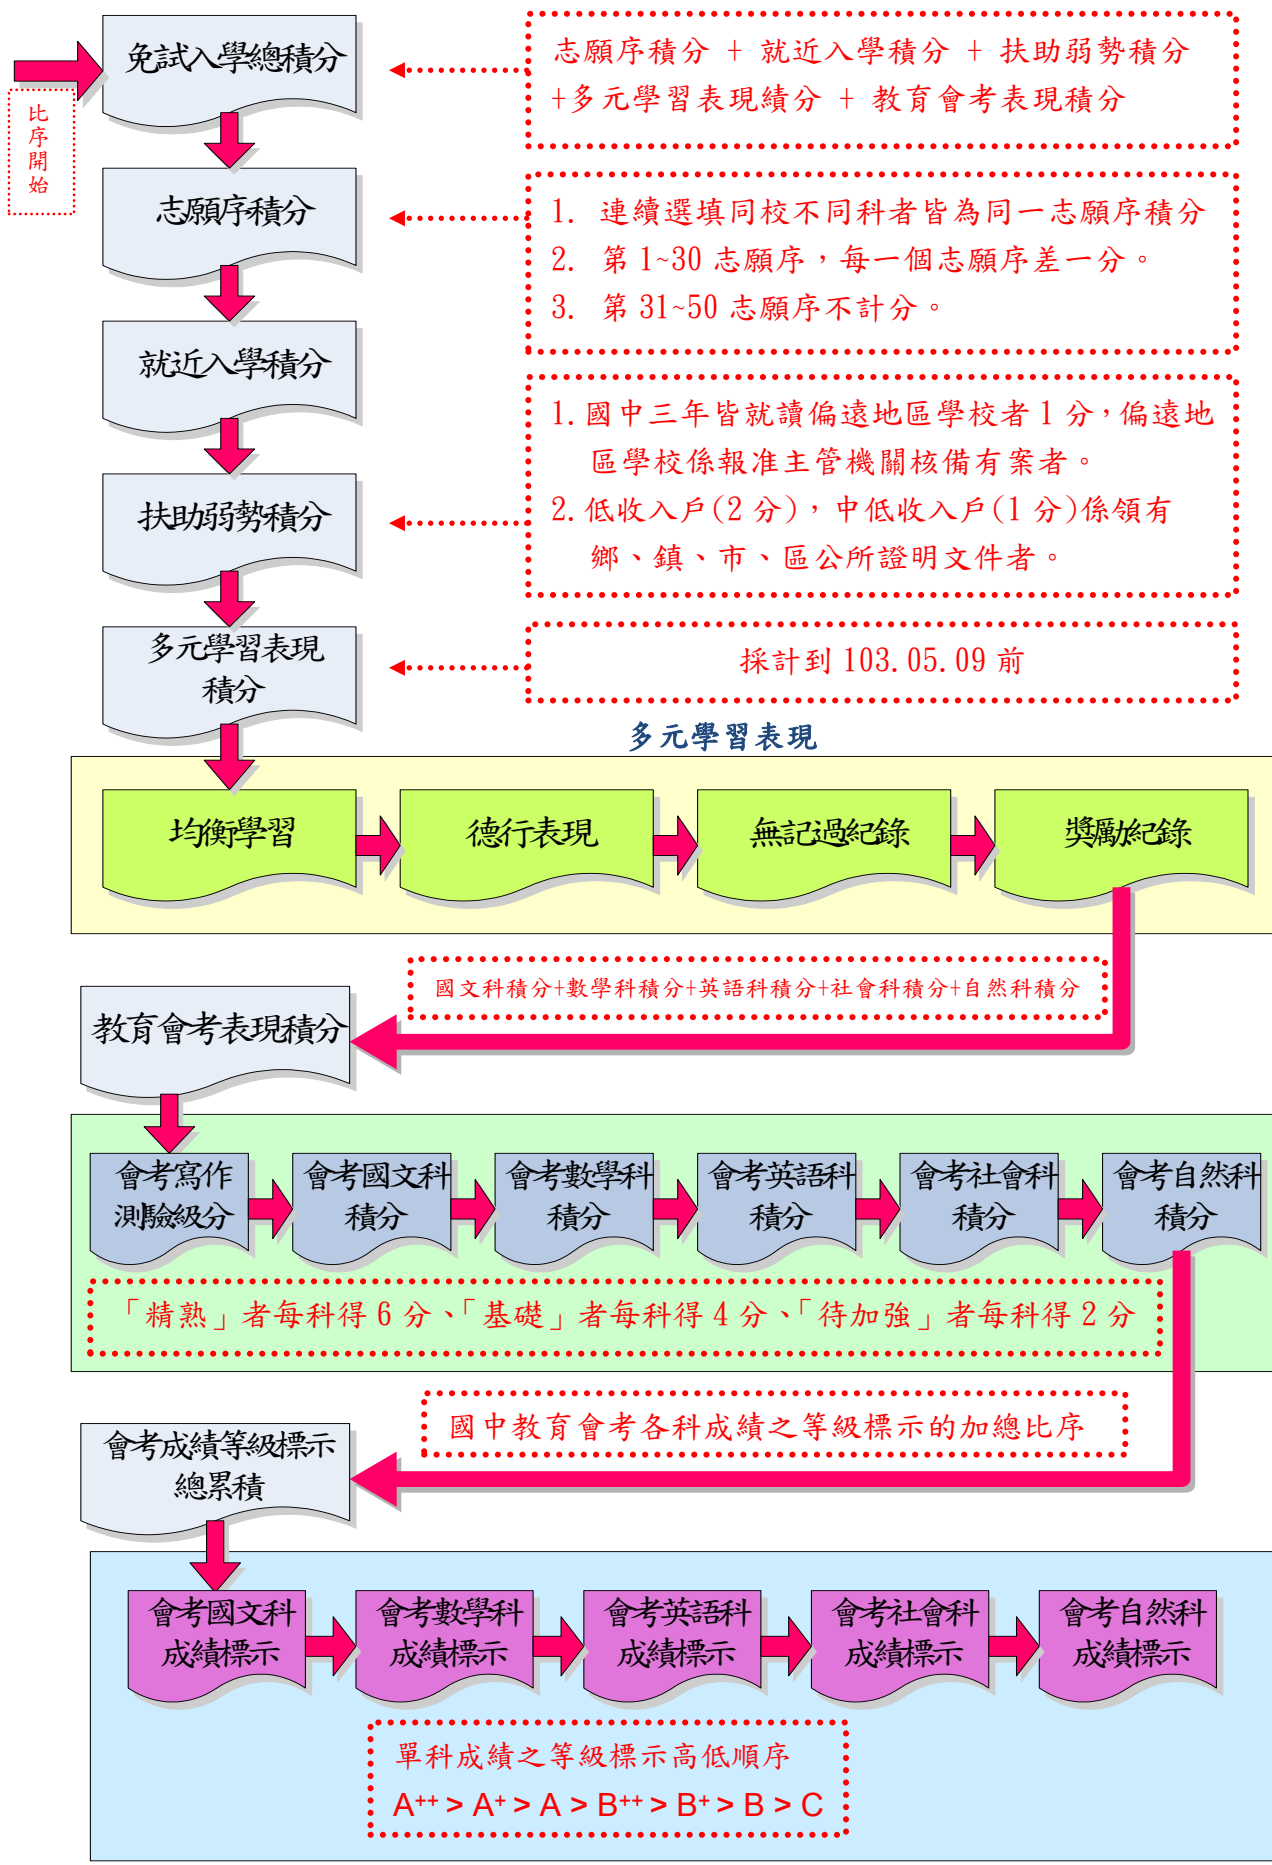 免試入學總積分
比序開始
志願序積分 + 就近入學積分 + 扶助弱勢積分
+多元學習表現績分 + 教育會考表現積分
志願序積分
1. 連續選填同校不同科者皆為同一志願序積分
2. 第 1~30 志願序，每一個志願序差一分。
3. 第 31~50 志願序不計分。
就近入學積分
扶助弱勢積分
1. 國中三年皆就讀偏遠地區學校者 1 分，偏遠地
區學校係報准主管機關核備有案者。
2. 低收入戶(2 分)，中低收入戶(1 分)係領有
鄉、鎮、市、區公所證明文件者。
多元學習表現
積分
採計到 103.05.09 前
多元學習表現
均衡學習
德行表現
無記過紀錄
獎勵紀錄
國文科積分+數學科積分+英語科積分+社會科積分+自然科積分
教育會考表現積分
會考寫作
測驗級分
會考國文科
積分
會考數學科
積分
會考英語科
積分
會考社會科
積分
會考自然科
積分
「精熟」者每科得 6 分、「基礎」者每科得 4 分、「待加強」者每科得 2 分
國中教育會考各科成績之等級標示的加總比序
會考成績等級標示
總累積
會考國文科
成績標示
會考數學科
成績標示
會考英語科
成績標示
會考社會科
成績標示
會考自然科
成績標示
單科成績之等級標示高低順序
A⁺⁺ > A⁺ > A > B⁺⁺ > B⁺ > B > C